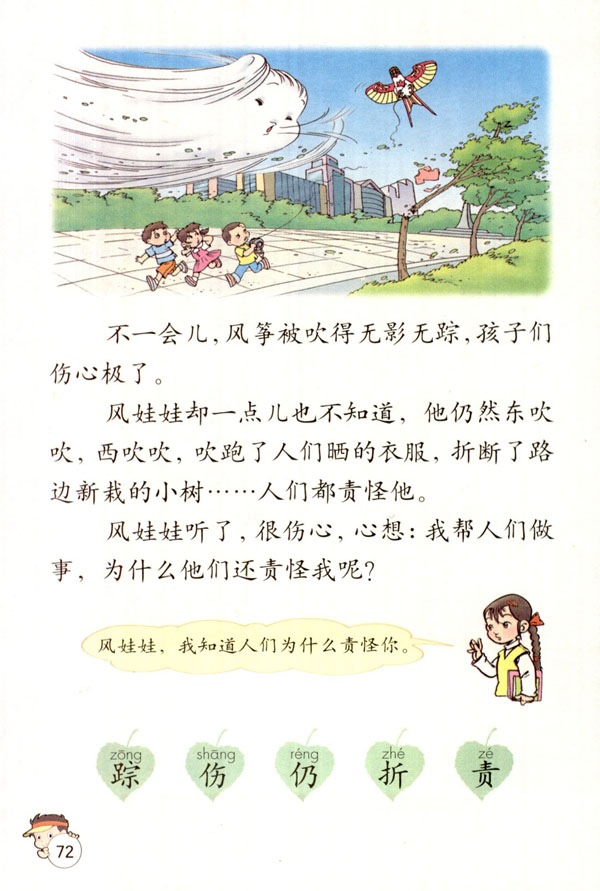 不一会儿，风筝被吹得无影无踪，孩子们
伤心极了。
风娃娃却一点儿也不知道，他仍然东吹
吹，西吹吹，吹跑了人们晒的衣服，折断了路
边新栽的小树……人们都责怪他。
风娃娃听了，很伤心，心想：我帮人们做
事，为什么他们还责怪我呢？
风娃娃，我知道人们为什么责怪你。
zōng shāng réng zhé zé
踪 伤 仍 折 责
72